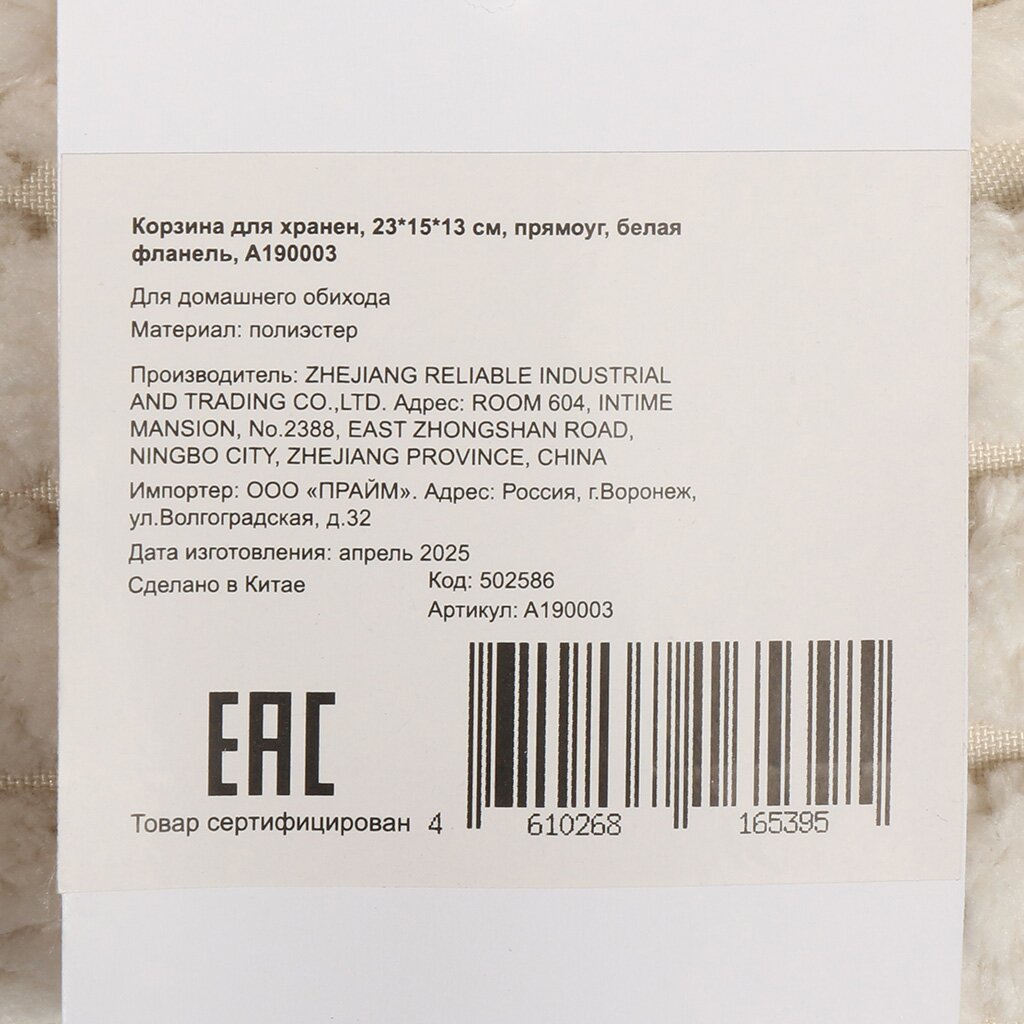 Корзина для хранен, 23*15*13 см, прямоуг, белая
фланель, A190003
Для домашнего обихода
Материал: полиэстер
Производитель: ZHEJIANG RELIABLE INDUSTRIAL
AND TRADING CO.,LTD. Адрес: ROOM 604, INTIME
MANSION, No.2388, EAST ZHONGSHAN ROAD,
NINGBO CITY, ZHEJIANG PROVINCE, CHINA
Импортер: ООО «ПРАЙМ». Адрес: Россия, г.Воронеж,
ул.Волгоградская, д.32
Дата изготовления: апрель 2025
Сделано в Китае
Код: 502586
Артикул: A190003
EAC
Товар сертифицирован
4 610268 165395